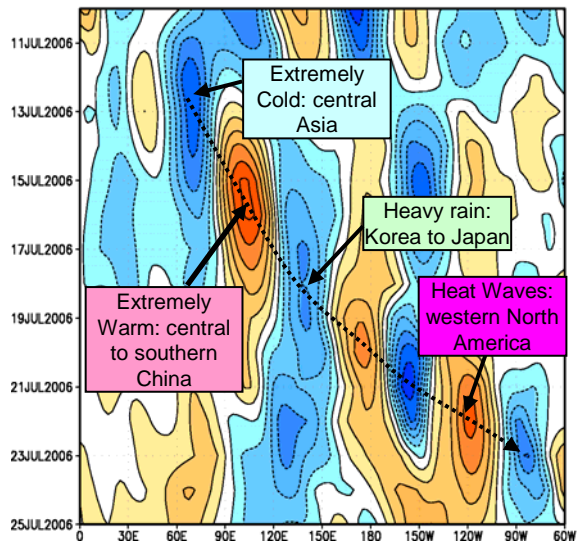 11JUL2006
13JUL2006
15JUL2006
17JUL2006
19JUL2006
21JUL2006
23JUL2006
25JUL2006
Extremely
Cold: central
Asia
Heavy rain:
Korea to Japan
Extremely
Warm: central
to southern
China
Heat Waves:
western North
America
0 30E 60E 90E 120E 150E 180 150W 120W 90W 60W